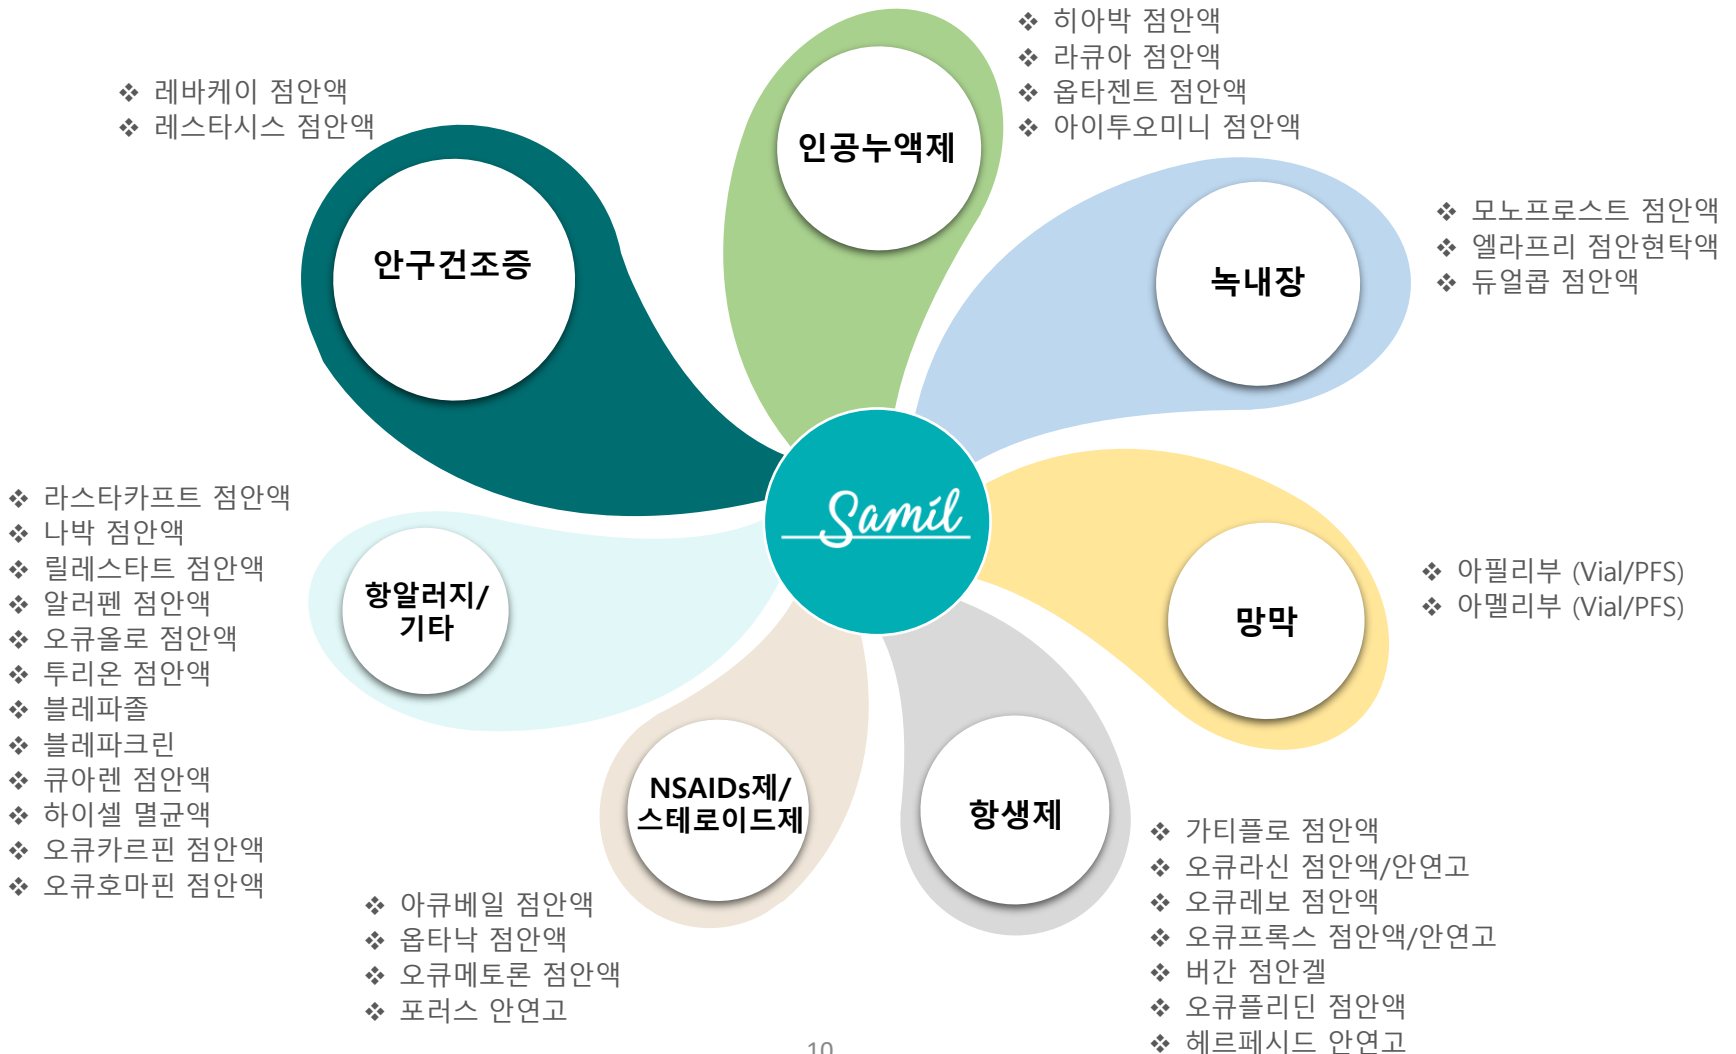 ❖ 레바케이 점안액
❖ 레스타시스 점안액
안구건조증
인공누액제
❖ 히아박 점안액
❖ 라큐아 점안액
❖ 옵타젠트 점안액
❖ 아이투오미니 점안액
녹내장
❖ 모노프로스트 점안액
❖ 엘라프리 점안현탁액
❖ 듀얼콥 점안액
Samil
망막
❖ 아필리부 (Vial/PFS)
❖ 아멜리부 (Vial/PFS)
항생제
❖ 가티플로 점안액
❖ 오큐라신 점안액/안연고
❖ 오큐레보 점안액
❖ 오큐프록스 점안액/안연고
❖ 버간 점안겔
❖ 오큐플리딘 점안액
❖ 헤르페시드 안연고
NSAIDs제/
스테로이드제
❖ 아큐베일 점안액
❖ 옵타낙 점안액
❖ 오큐메토론 점안액
❖ 포러스 안연고
항알러지/
기타
❖ 라스타카프트 점안액
❖ 나박 점안액
❖ 릴레스타트 점안액
❖ 알러펜 점안액
❖ 오큐올로 점안액
❖ 투리온 점안액
❖ 블레파졸
❖ 블레파크린
❖ 큐아렌 점안액
❖ 하이셀 멸균액
❖ 오큐카르핀 점안액
❖ 오큐호마핀 점안액
10